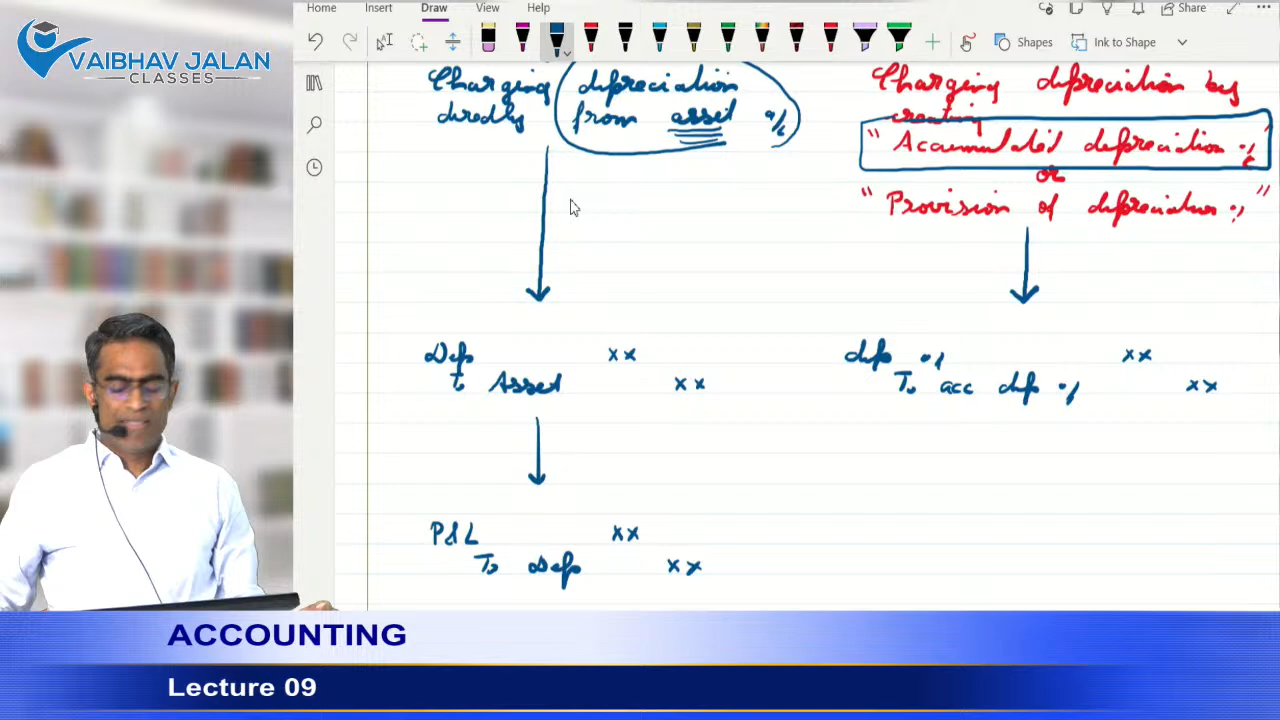 VAIBHAV JALAN
CLASSES
Home Insert Draw View Help
Share
Shapes Ink to Shape
Charging depreciation
directly from asset a/c
Charging depreciation by
creating
"Accumulated depreciation a/c"
or
"Provision of depreciation a/c"
Dep xx
to Asset xx
dep a/c xx
To acc dep a/c xx
P&L xx
To Dep xx
ACCOUNTING
Lecture 09